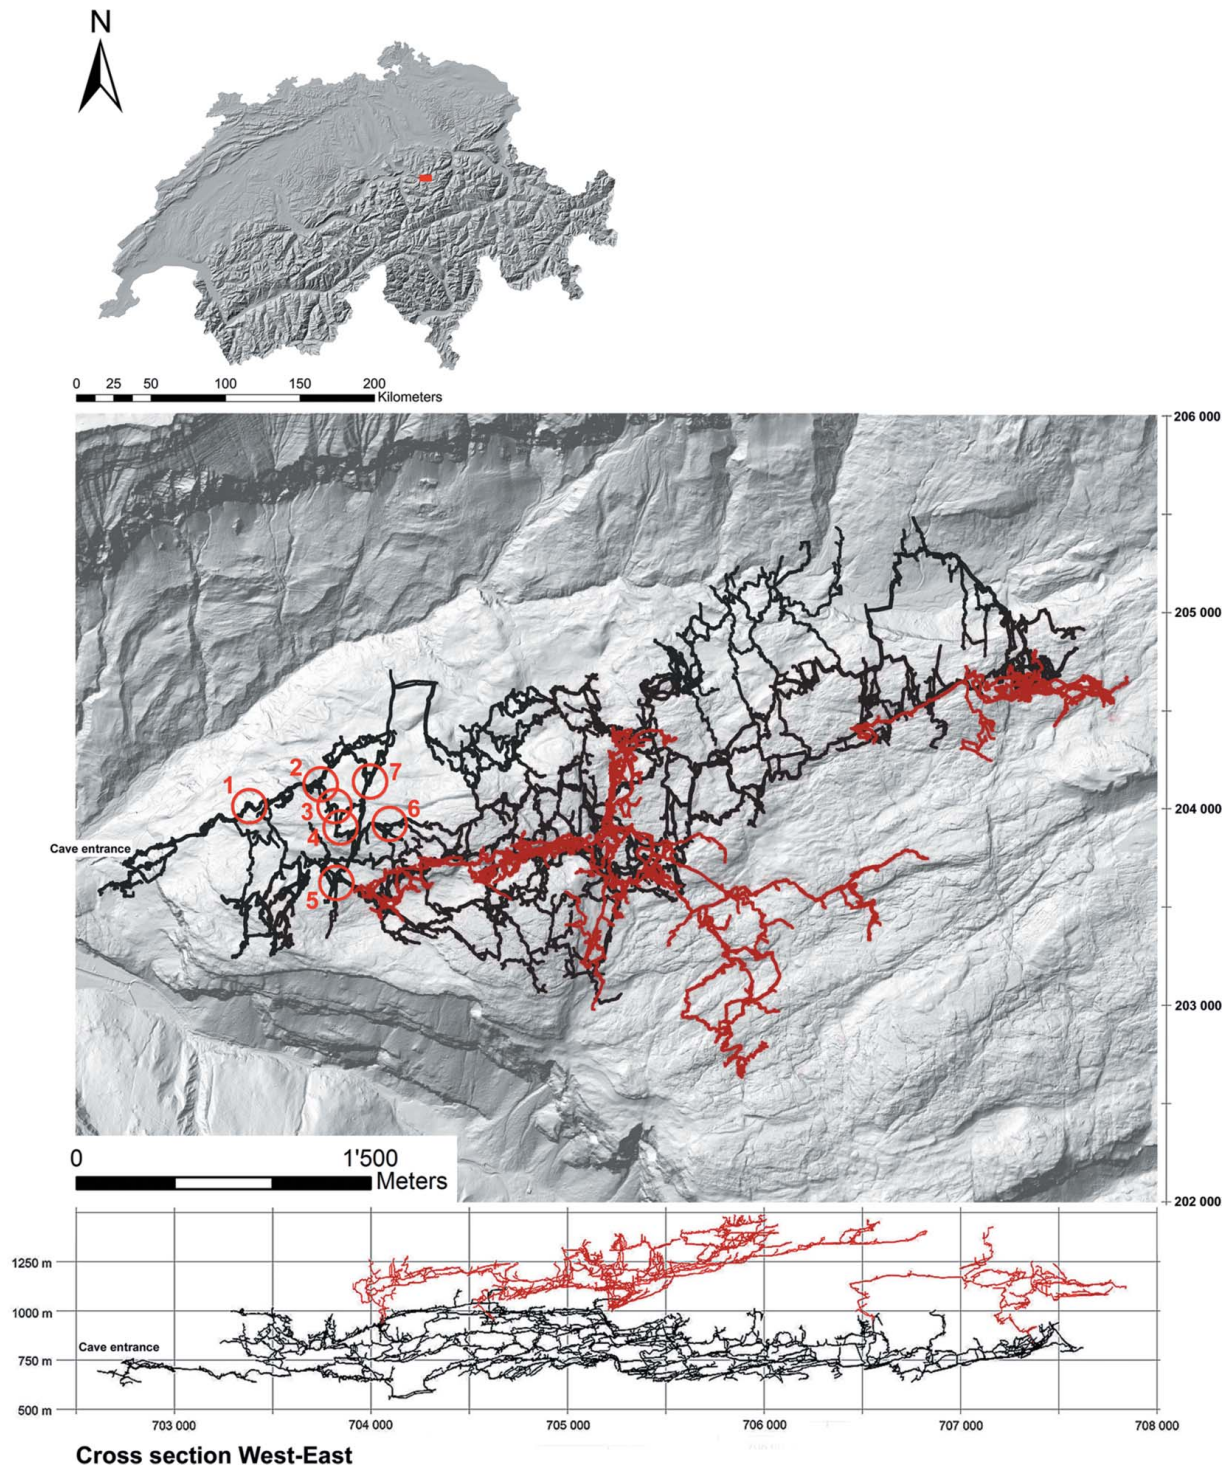 N
0 25 50 100 150 200
Kilometers
206 000
205 000
204 000
203 000
202 000
1
2
3
4
5
6
7
Cave entrance
0 1'500
Meters
1250 m
1000 m
Cave entrance
750 m
500 m
703 000 704 000 705 000 706 000 707 000 708 000
Cross section West-East